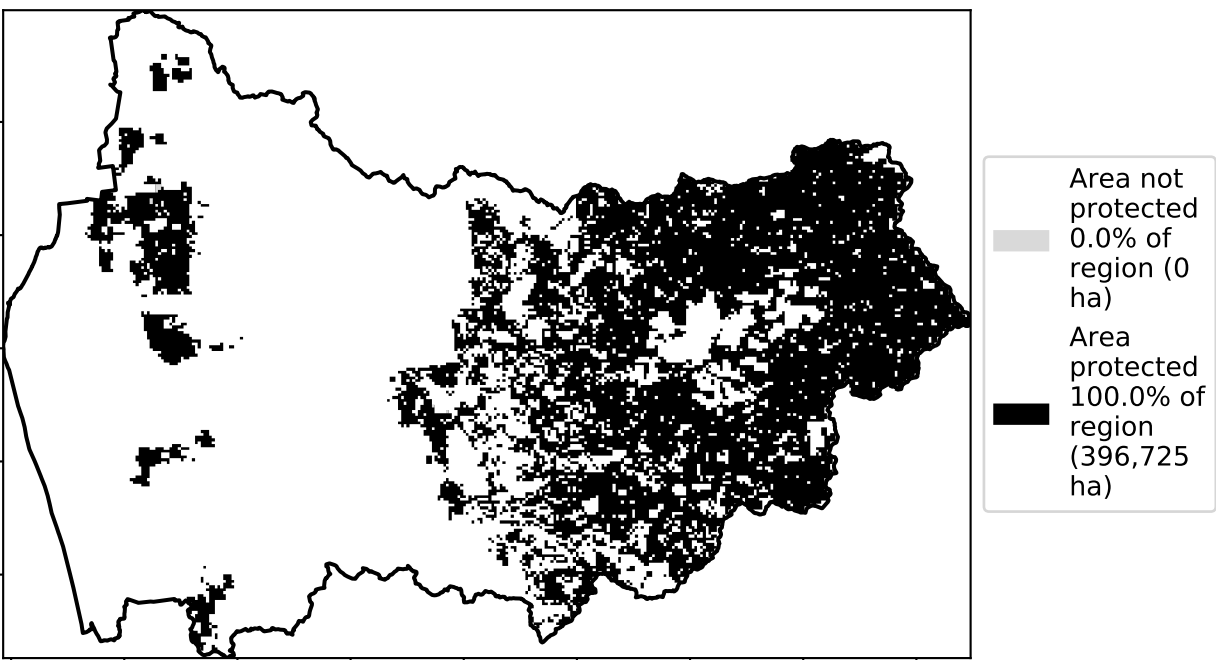 Area not
protected
0.0% of
region (0
ha)
Area
protected
100.0% of
region
(396,725
ha)